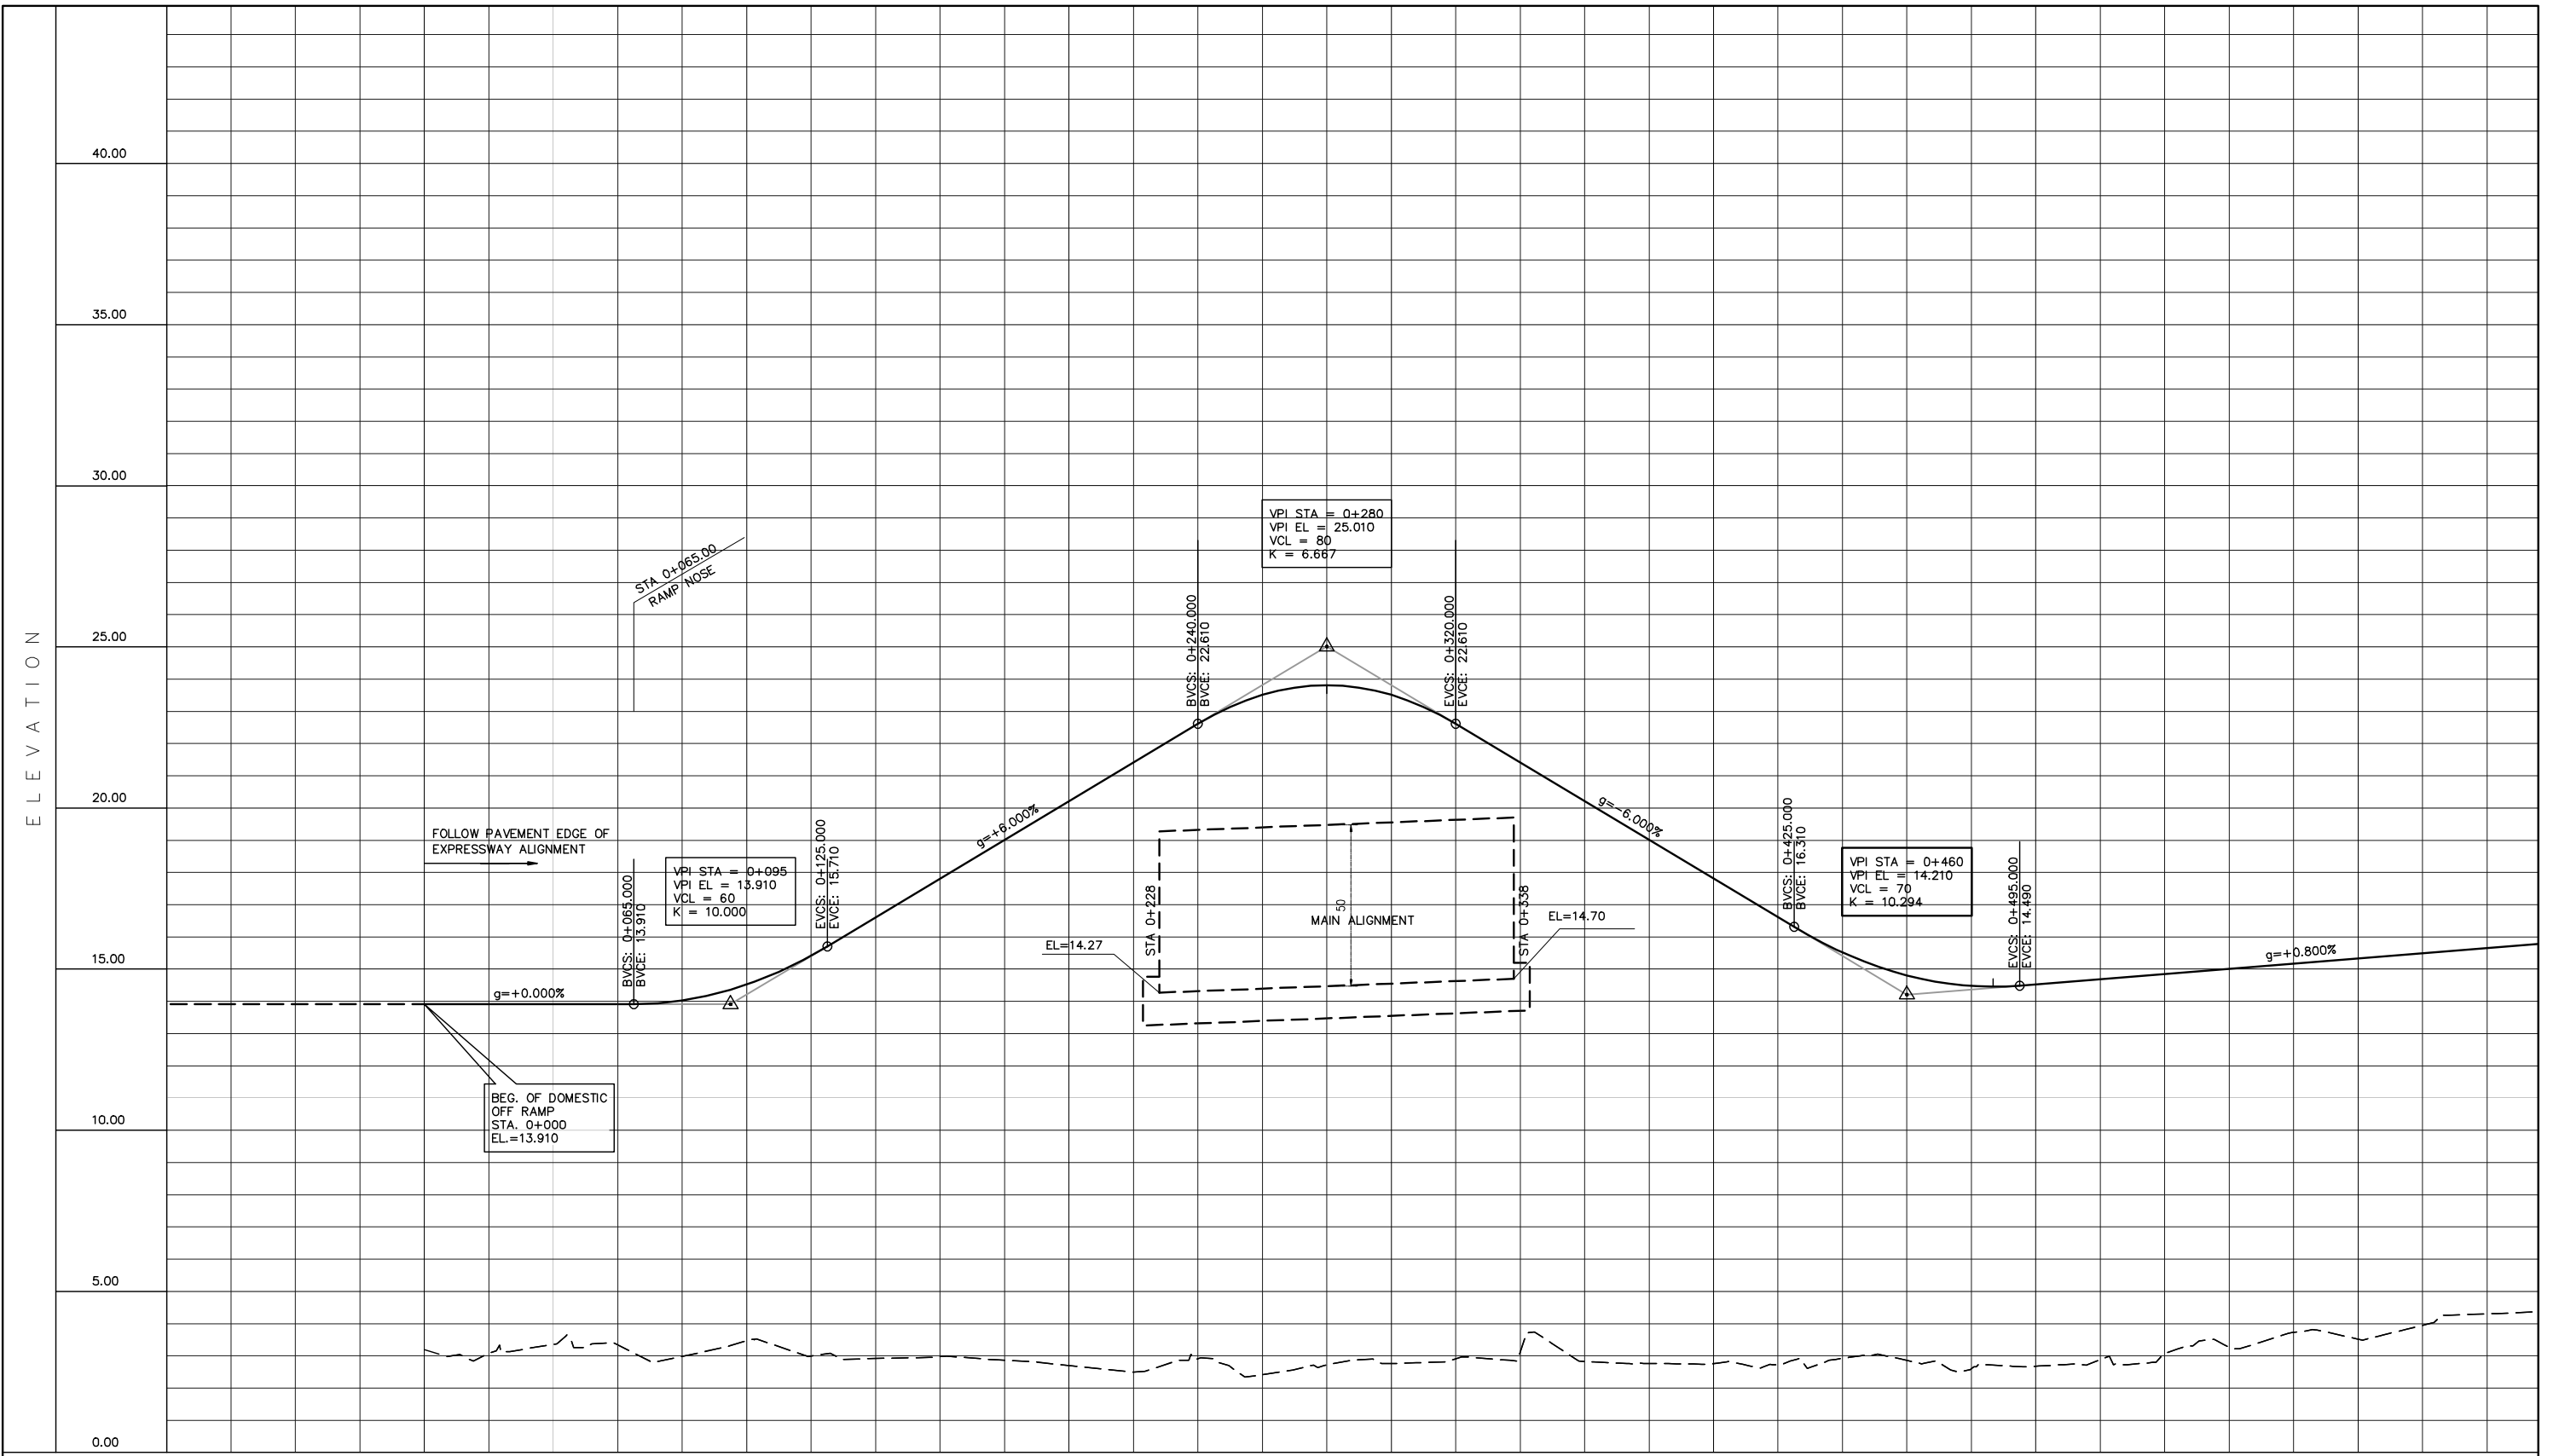 ELEVATION
40.00
35.00
30.00
25.00
20.00
15.00
10.00
5.00
0.00
STA 0+065.00
RAMP NOSE
FOLLOW PAVEMENT EDGE OF
EXPRESSWAY ALIGNMENT
g=+0.000%
BEG. OF DOMESTIC
OFF RAMP
STA. 0+000
EL.=13.910
BVCS: 0+065.000
BVCE: 13.910
VPI STA = 0+095
VPI EL = 13.910
VCL = 60
K = 10.000
EVCS: 0+125.000
EVCE: 15.710
g=+6.000%
BVCS: 0+240.000
BVCE: 22.610
VPI STA = 0+280
VPI EL = 25.010
VCL = 80
K = 6.667
EVCS: 0+320.000
EVCE: 22.610
EL=14.27
STA 0+228
50
MAIN ALIGNMENT
STA 0+338
EL=14.70
g=-6.000%
BVCS: 0+425.000
BVCE: 16.310
VPI STA = 0+460
VPI EL = 14.210
VCL = 70
K = 10.294
EVCS: 0+495.000
EVCE: 14.490
g=+0.800%